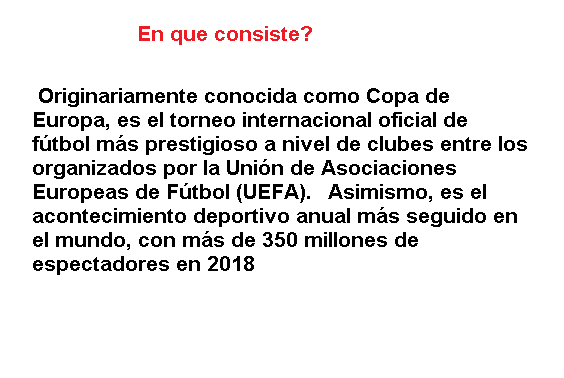 En que consiste?
Originariamente conocida como Copa de
Europa, es el torneo internacional oficial de
fútbol más prestigioso a nivel de clubes entre los
organizados por la Unión de Asociaciones
Europeas de Fútbol (UEFA).   Asimismo, es el
acontecimiento deportivo anual más seguido en
el mundo, con más de 350 millones de
espectadores en 2018